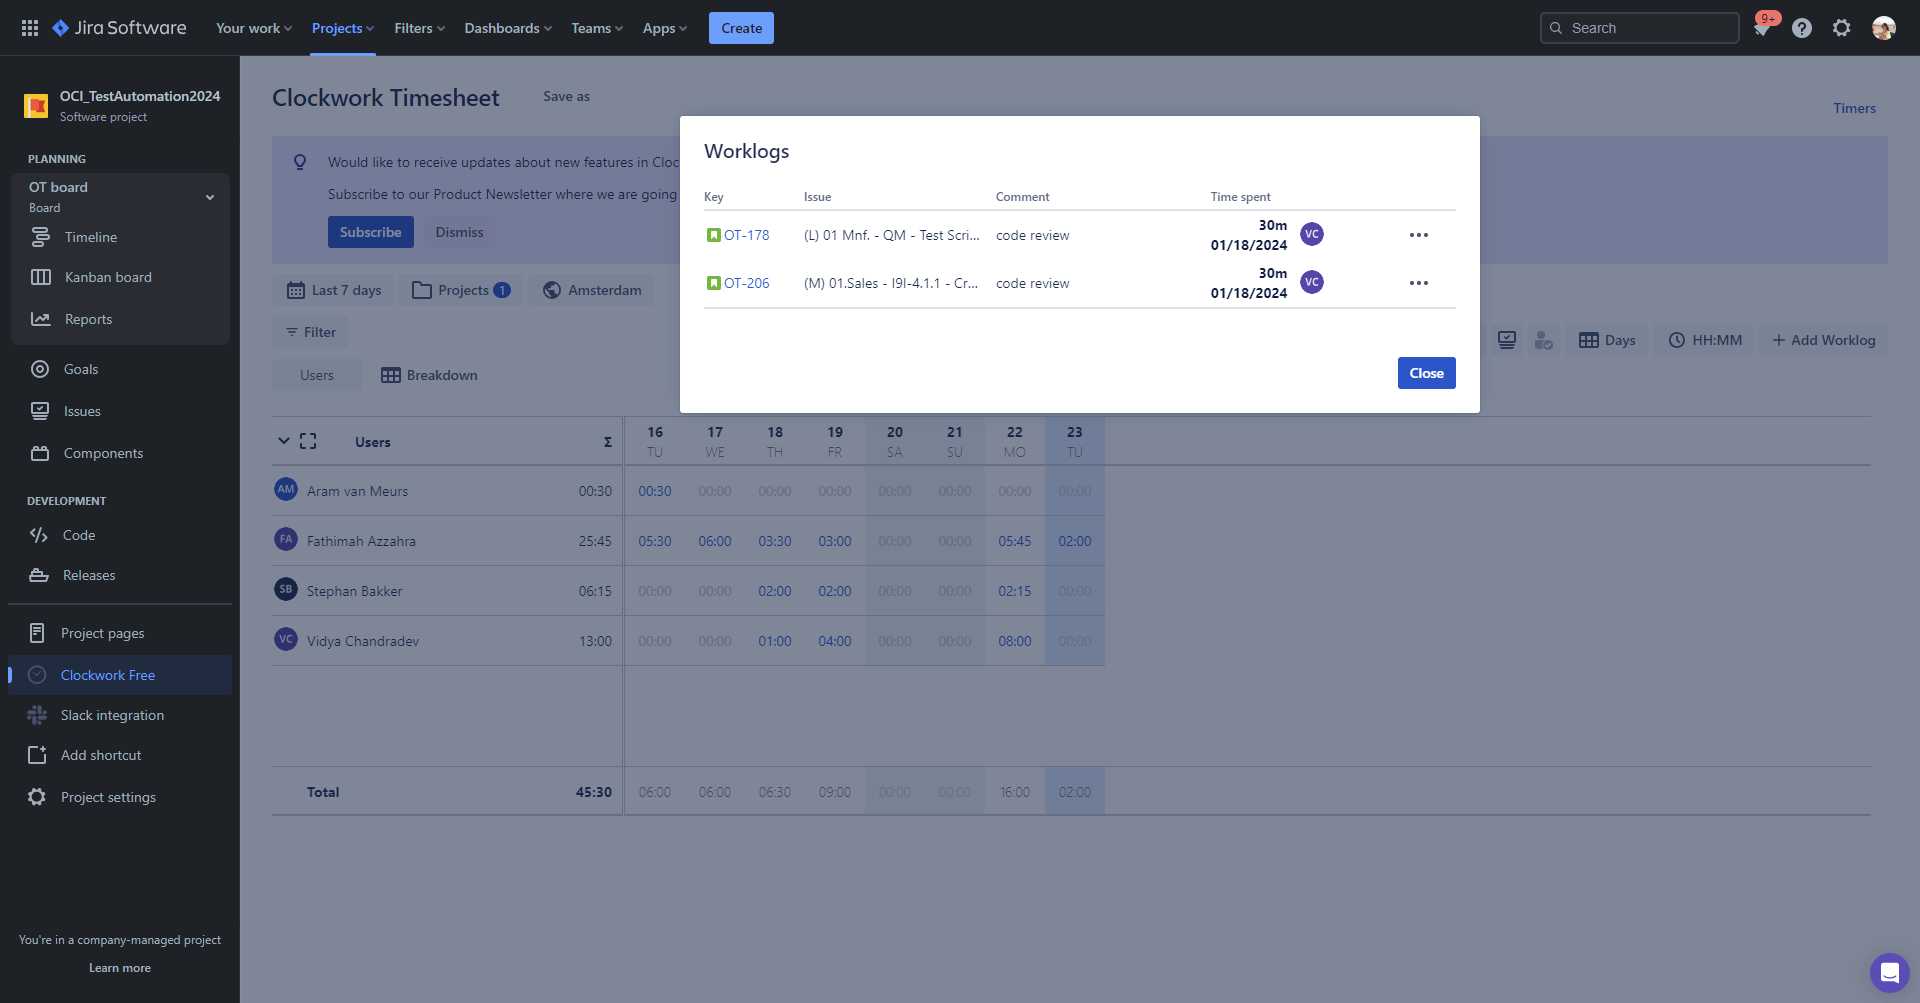 Jira Software
Your work
Projects
Filters
Dashboards
Teams
Apps
Create
Search
9+
OCI_TestAutomation2024
Software project
PLANNING
OT board
Board
Timeline
Kanban board
Reports
Goals
Issues
Components
DEVELOPMENT
Code
Releases
Project pages
Clockwork Free
Slack integration
Add shortcut
Project settings
You're in a company-managed project
Learn more
Clockwork Timesheet
Save as
Timers
Would like to receive updates about new features in Cloc
Subscribe to our Product Newsletter where we are going
Subscribe
Dismiss
Last 7 days
Projects 1
Amsterdam
Filter
Days
HH:MM
Add Worklog
Users
Breakdown
Worklogs
Key Issue Comment Time spent
OT-178 (L) 01 Mnf. - QM - Test Scri... code review 30m 01/18/2024 VC
OT-206 (M) 01.Sales - I9I-4.1.1 - Cr... code review 30m 01/18/2024 VC
Close
Users Σ 16 17 18 19 20 21 22 23
TU WE TH FR SA SU MO TU
AM Aram van Meurs 00:30 00:30 00:00 00:00 00:00 00:00 00:00 00:00 00:00
FA Fathimah Azzahra 25:45 05:30 06:00 03:30 03:00 00:00 00:00 05:45 02:00
SB Stephan Bakker 06:15 00:00 00:00 02:00 02:00 00:00 00:00 02:15 00:00
VC Vidya Chandradev 13:00 00:00 00:00 01:00 04:00 00:00 00:00 08:00 00:00
Total 45:30 06:00 06:00 06:30 09:00 00:00 00:00 16:00 02:00